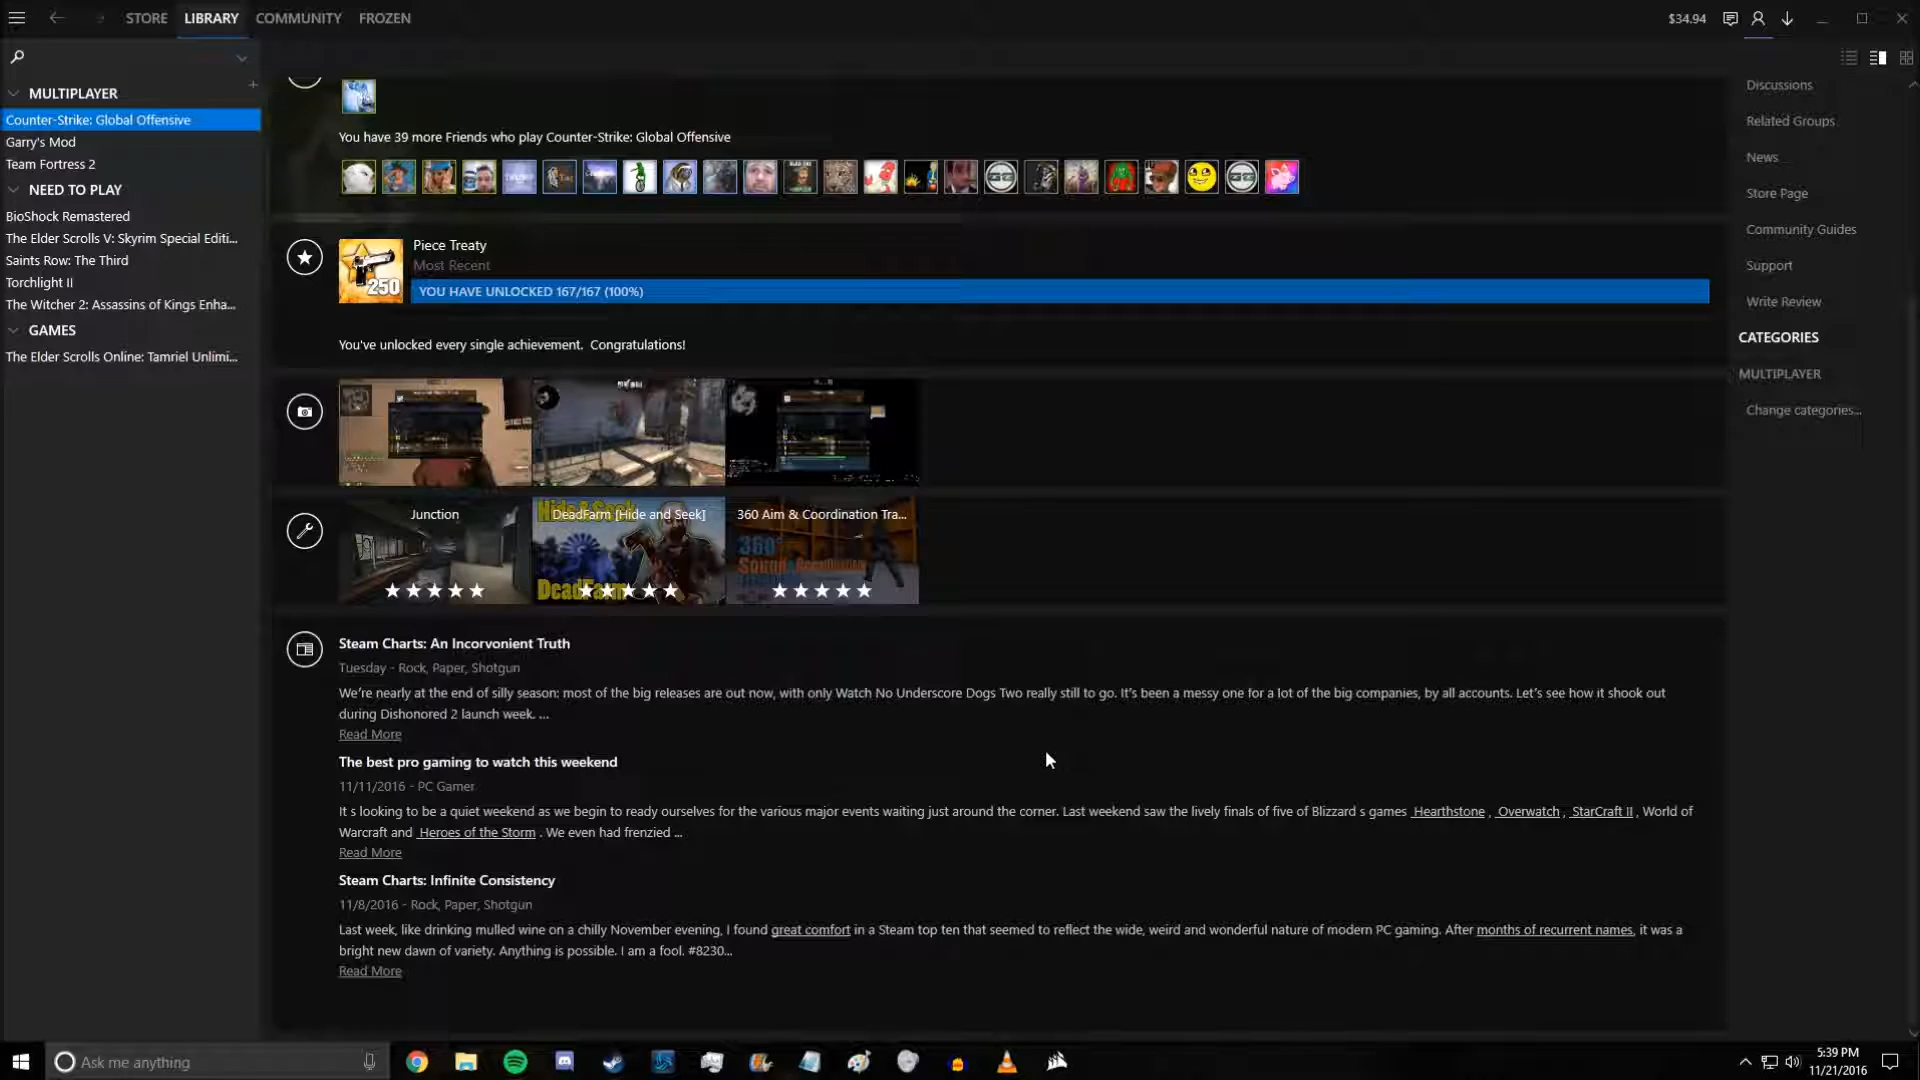 STORE LIBRARY COMMUNITY FROZEN $34.94
MULTIPLAYER
Counter-Strike: Global Offensive
Garry's Mod
Team Fortress 2
NEED TO PLAY
BioShock Remastered
The Elder Scrolls V: Skyrim Special Editi...
Saints Row: The Third
Torchlight II
The Witcher 2: Assassins of Kings Enha...
GAMES
The Elder Scrolls Online: Tamriel Unlimi...
You have 39 more Friends who play Counter-Strike: Global Offensive
250
Piece Treaty
Most Recent
YOU HAVE UNLOCKED 167/167 (100%)
You've unlocked every single achievement.  Congratulations!
Junction
DeadFarm [Hide and Seek]
Hide & Seek
DeadFarm
360 Aim & Coordination Tra...
360°
Steam Charts: An Incorvonient Truth
Tuesday - Rock, Paper, Shotgun
We're nearly at the end of silly season: most of the big releases are out now, with only Watch No Underscore Dogs Two really still to go. It's been a messy one for a lot of the big companies, by all accounts. Let's see how it shook out
during Dishonored 2 launch week. ...
Read More
The best pro gaming to watch this weekend
11/11/2016 - PC Gamer
It s looking to be a quiet weekend as we begin to ready ourselves for the various major events waiting just around the corner. Last weekend saw the lively finals of five of Blizzard s games  Hearthstone ,  Overwatch ,  StarCraft II , World of
Warcraft and  Heroes of the Storm . We even had frenzied ...
Read More
Steam Charts: Infinite Consistency
11/8/2016 - Rock, Paper, Shotgun
Last week, like drinking mulled wine on a chilly November evening, I found great comfort in a Steam top ten that seemed to reflect the wide, weird and wonderful nature of modern PC gaming. After months of recurrent names, it was a
bright new dawn of variety. Anything is possible. I am a fool. #8230...
Read More
Discussions
Related Groups
News
Store Page
Community Guides
Support
Write Review
CATEGORIES
MULTIPLAYER
Change categories...
Ask me anything
5:39 PM
11/21/2016